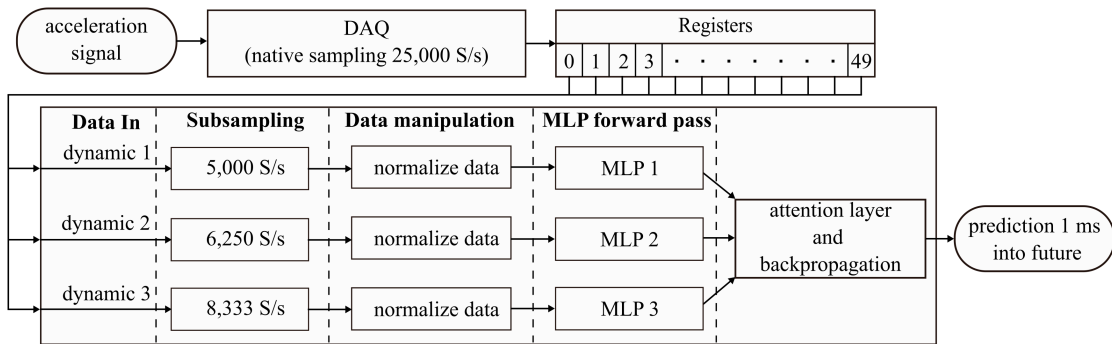 acceleration
signal
DAQ
(native sampling 25,000 S/s)
Registers
0 1 2 3 · · · · · · · 49
Data In Subsampling Data manipulation MLP forward pass
dynamic 1 5,000 S/s normalize data MLP 1
dynamic 2 6,250 S/s normalize data MLP 2
dynamic 3 8,333 S/s normalize data MLP 3
attention layer
and
backpropagation
prediction 1 ms
into future